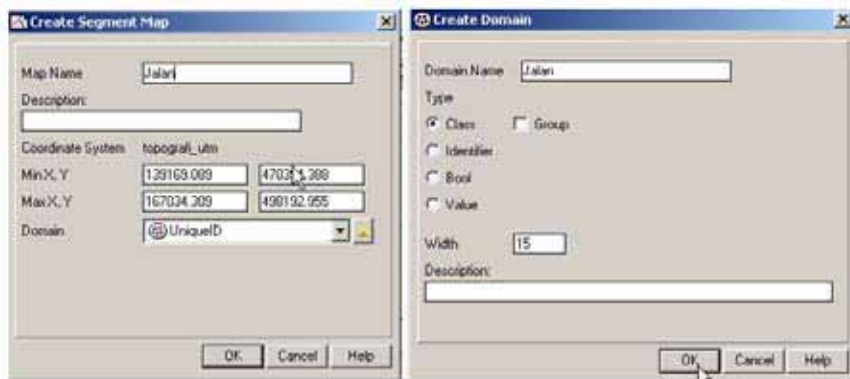 Create Segment Map
Map Name Jalan
Description:
Coordinate System topografi_utm
Min X, Y 139169.089
Max X, Y 167034.309 498192.955
Domain UniqueID
OK Cancel Help
Create Domain
Domain Name Jalan
Type
Class Group
Identifier
Bool
Value
Width 15
Description:
OK Cancel Help